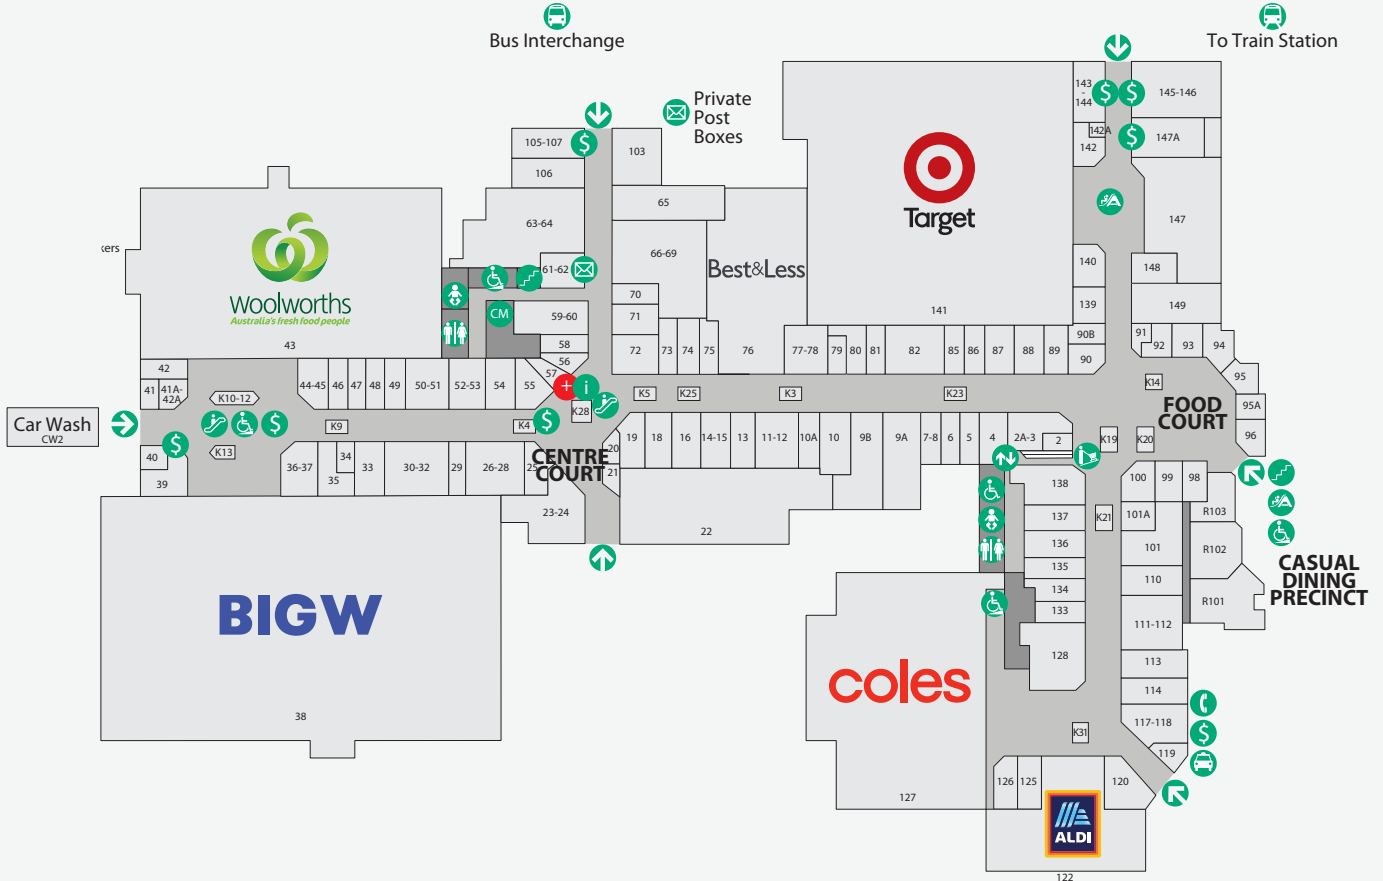 Bus Interchange
To Train Station
Private
Post
Boxes
143
-
144
$
$
145-146
105-107
$
103
142A
142
$
147A
106
Target
65
63-64
147
kers
66-69
Best&Less
140
148
61-62
70
139
149
Woolworths
Australia's fresh food people
CM
59-60
71
141
43
58
72
73
74
75
76
77-78
79
80
81
82
85
86
87
88
89
90B
90
91
92
93
94
42
56
57
41
41A-
42A
44-45
46
47
48
49
50-51
52-53
54
55
+
i
K5
K25
K3
K23
K14
95
K10-12
K28
FOOD
COURT
95A
Car Wash
CW2
$
K9
K4
$
96
$
K13
20
19
18
16
14-15
13
11-12
10A
10
9B
9A
7-8
6
5
4
2A-3
2
K19
K20
40
39
36-37
34
35
33
30-32
29
26-28
25
CENTRE
COURT
21
138
100
99
98
23-24
22
137
K21
101A
R103
136
101
R102
CASUAL
DINING
PRECINCT
135
110
134
R101
BIGW
133
111-112
128
113
coles
114
38
117-118
K31
$
119
126
125
120
127
ALDI
122